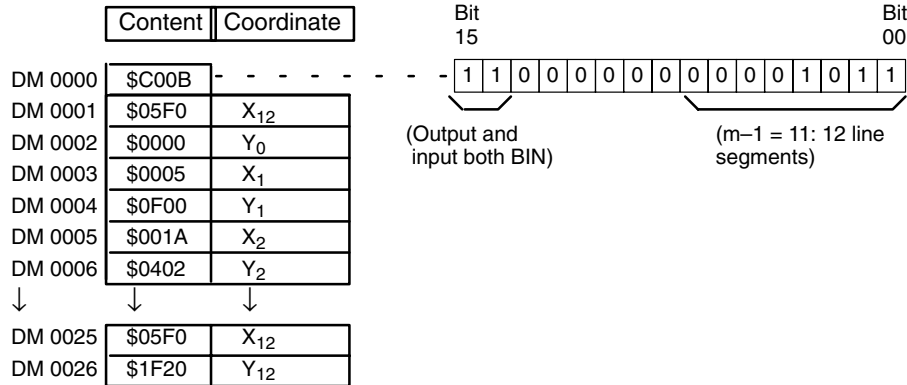 Content Coordinate
Bit 15 Bit 00
DM 0000 $C00B 1 1 0 0 0 0 0 0 0 0 0 0 1 0 1 1
DM 0001 $05F0 X12
DM 0002 $0000 Y0
DM 0003 $0005 X1
DM 0004 $0F00 Y1
DM 0005 $001A X2
DM 0006 $0402 Y2
↓ ↓ ↓
DM 0025 $05F0 X12
DM 0026 $1F20 Y12
(Output and
input both BIN)
(m–1 = 11: 12 line
segments)